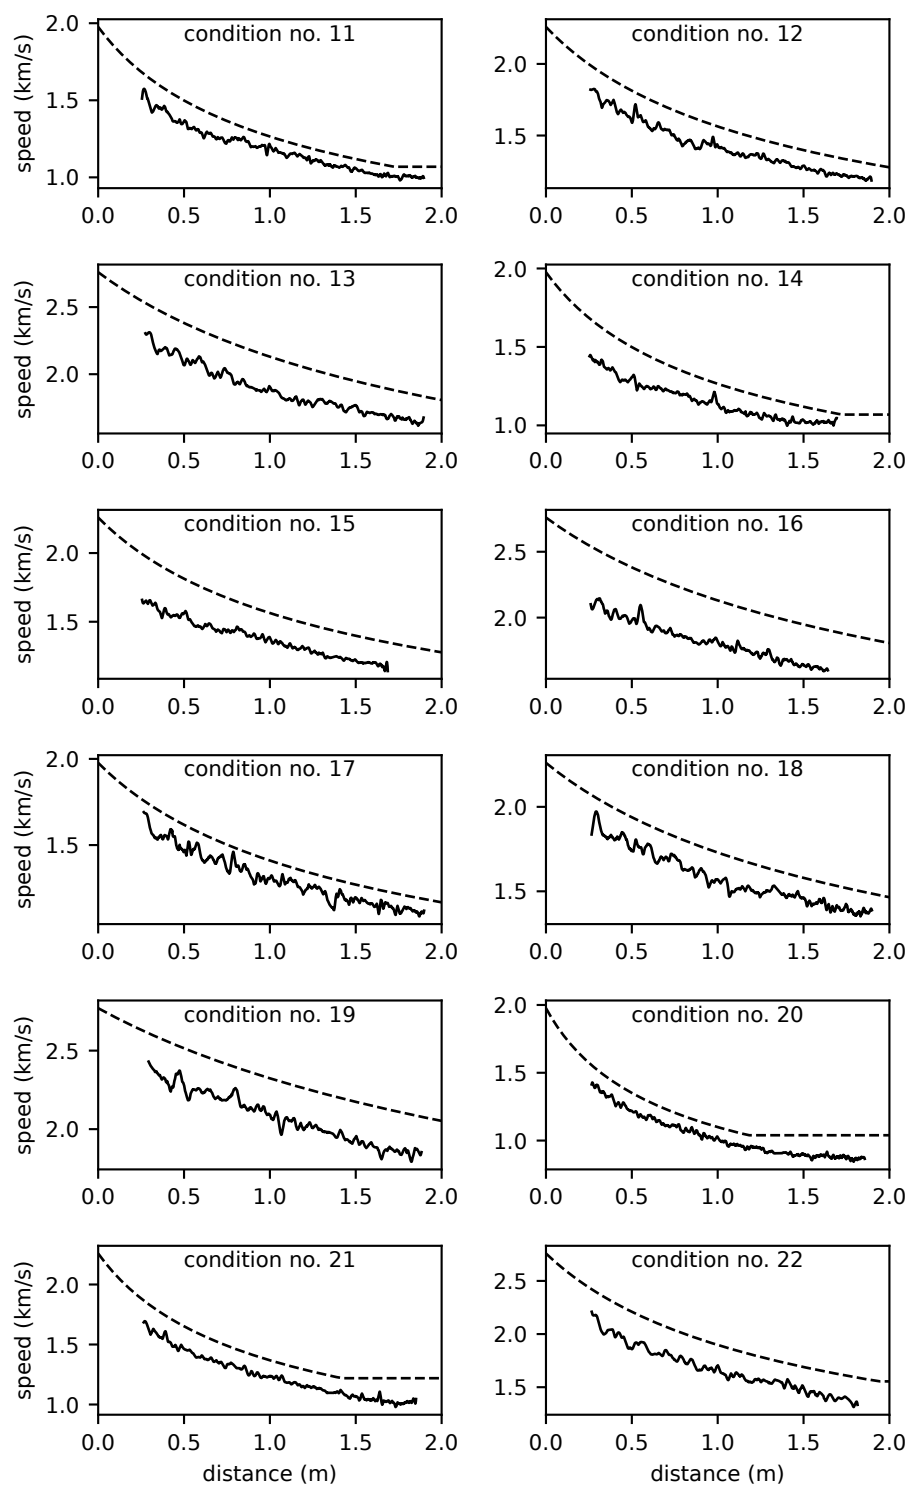 condition no. 11
speed (km/s)
2.0
1.5
1.0
0.0 0.5 1.0 1.5 2.0
condition no. 12
2.0
1.5
0.0 0.5 1.0 1.5 2.0
condition no. 13
speed (km/s)
2.5
2.0
0.0 0.5 1.0 1.5 2.0
condition no. 14
2.0
1.5
1.0
0.0 0.5 1.0 1.5 2.0
condition no. 15
speed (km/s)
2.0
1.5
0.0 0.5 1.0 1.5 2.0
condition no. 16
2.5
2.0
0.0 0.5 1.0 1.5 2.0
condition no. 17
speed (km/s)
2.0
1.5
0.0 0.5 1.0 1.5 2.0
condition no. 18
2.0
1.5
0.0 0.5 1.0 1.5 2.0
condition no. 19
speed (km/s)
2.5
2.0
0.0 0.5 1.0 1.5 2.0
condition no. 20
2.0
1.5
1.0
0.0 0.5 1.0 1.5 2.0
condition no. 21
speed (km/s)
2.0
1.5
1.0
0.0 0.5 1.0 1.5 2.0
distance (m)
condition no. 22
2.5
2.0
1.5
0.0 0.5 1.0 1.5 2.0
distance (m)